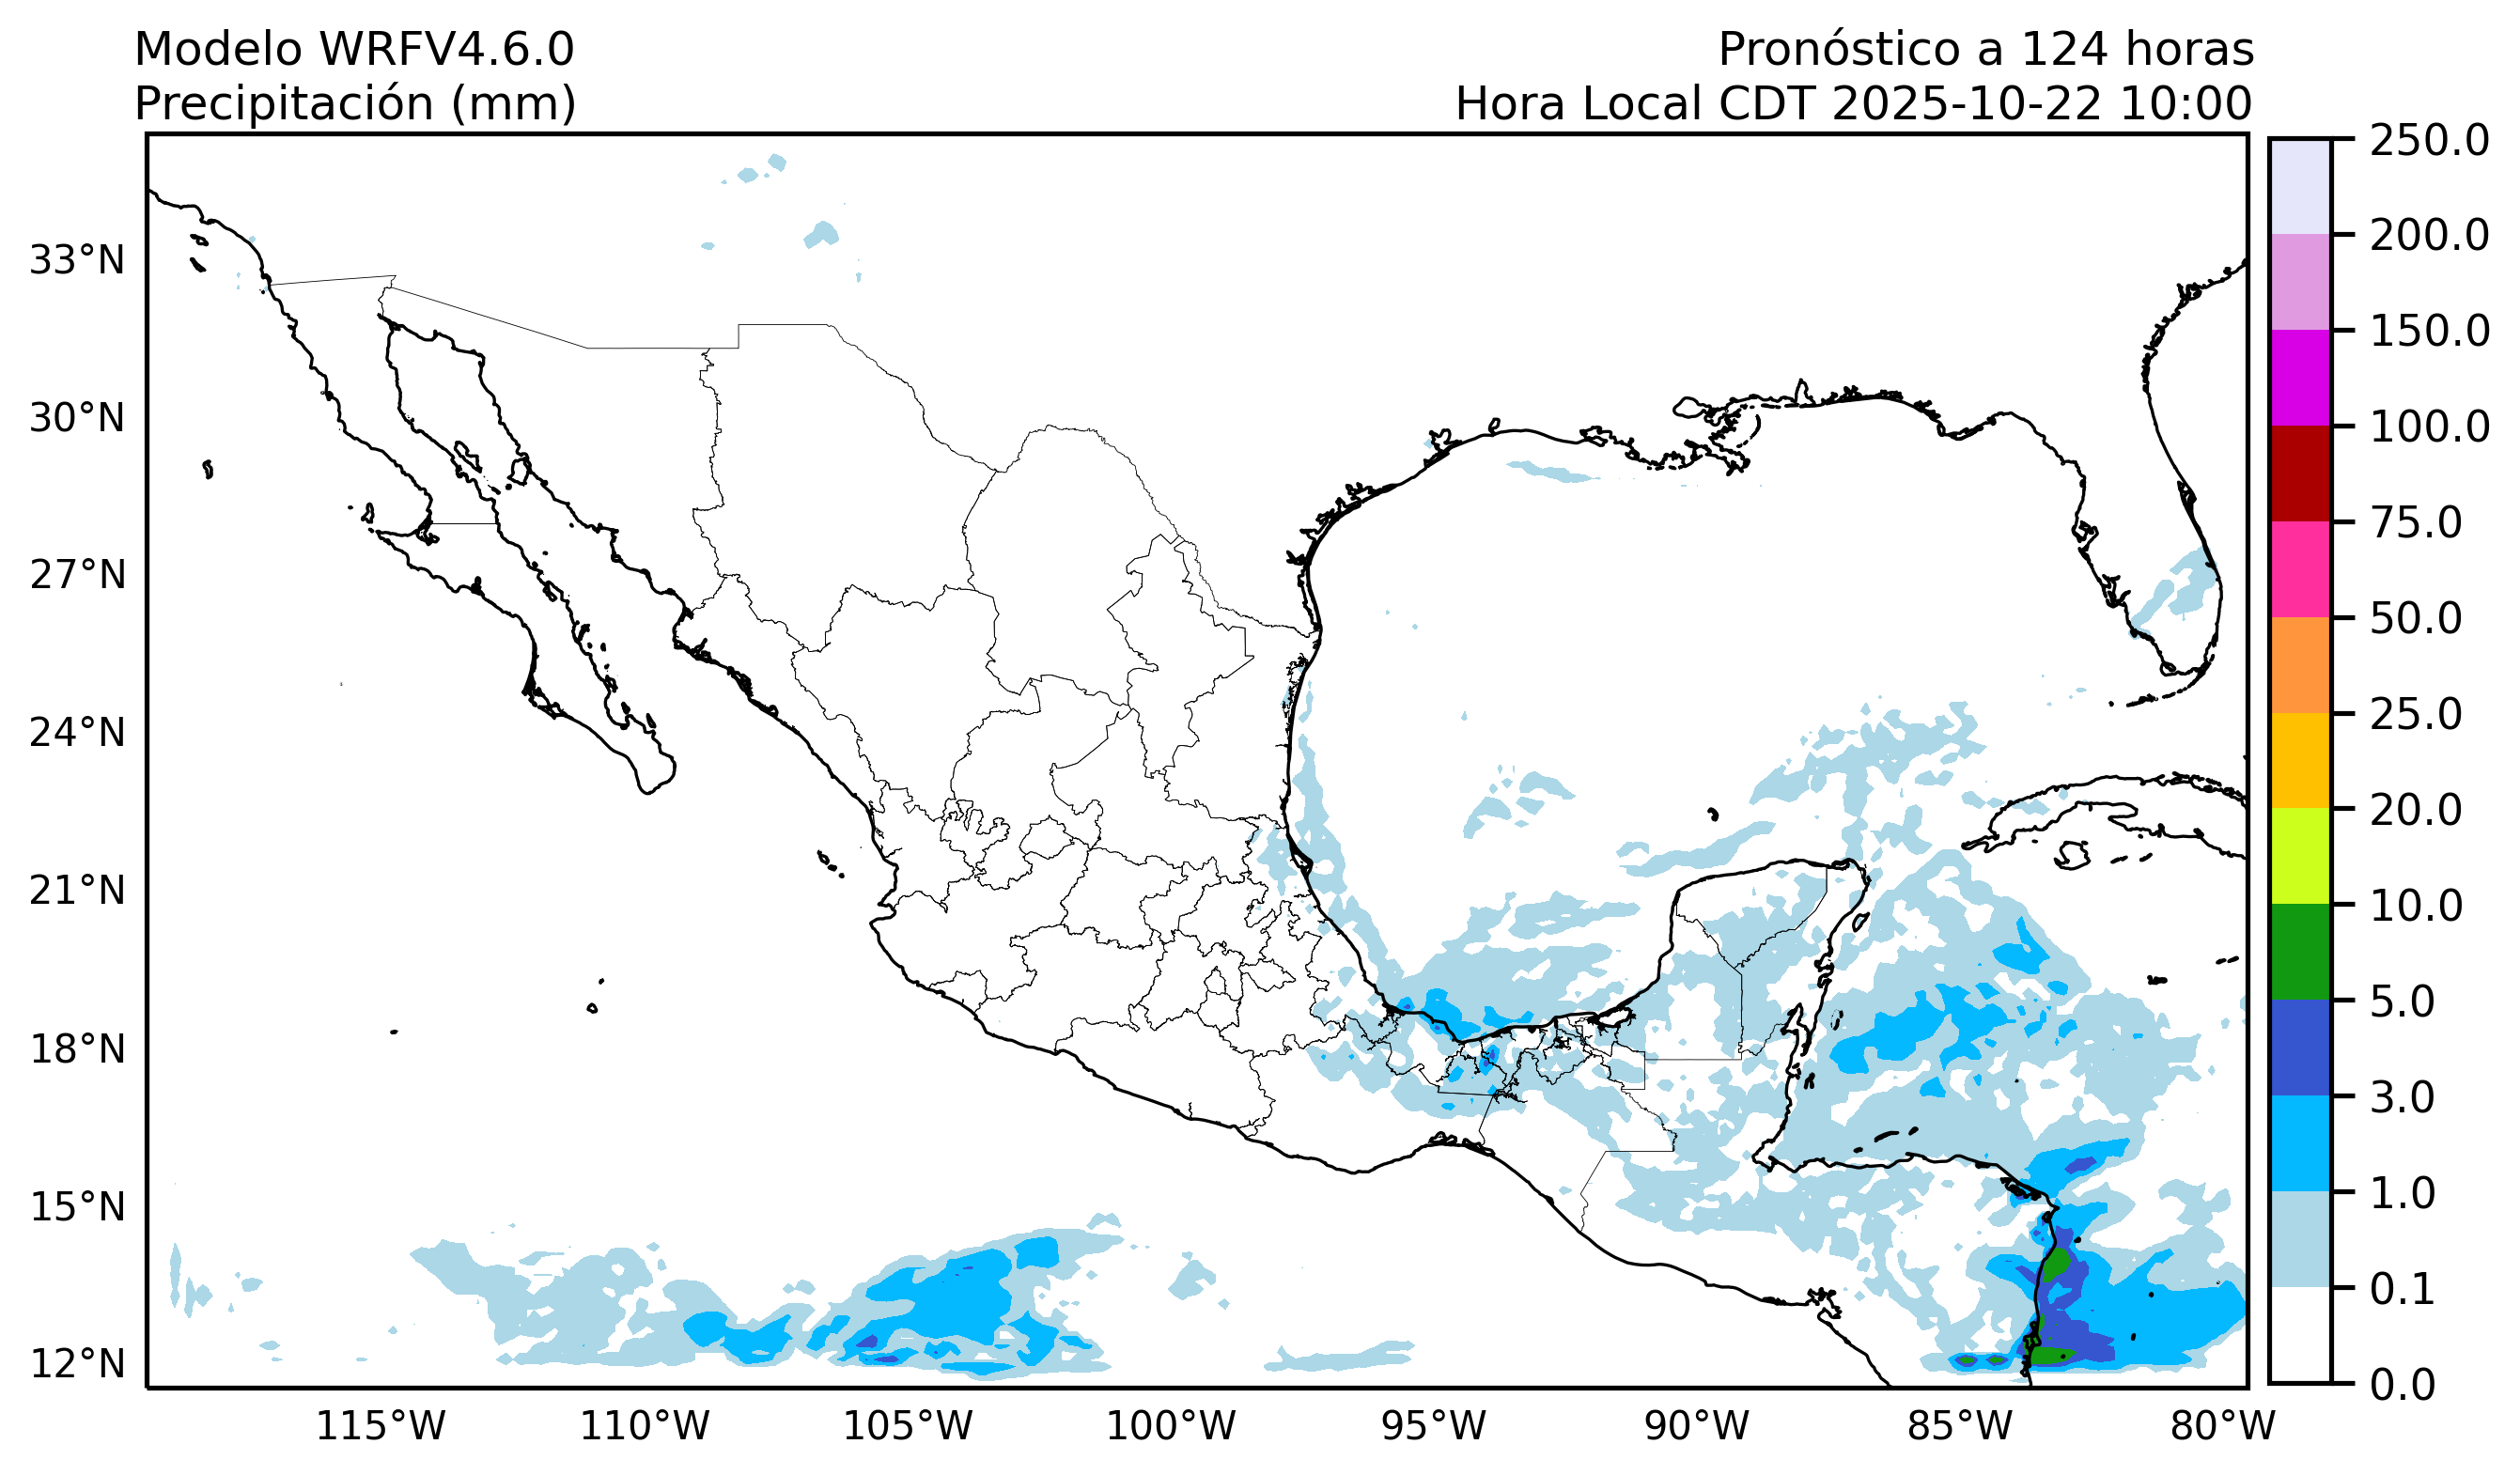 Modelo WRFV4.6.0
Precipitación (mm)
Pronóstico a 124 horas
Hora Local CDT 2025-10-22 10:00
33°N
30°N
27°N
24°N
21°N
18°N
15°N
12°N
115°W
110°W
105°W
100°W
95°W
90°W
85°W
80°W
250.0
200.0
150.0
100.0
75.0
50.0
25.0
20.0
10.0
5.0
3.0
1.0
0.1
0.0